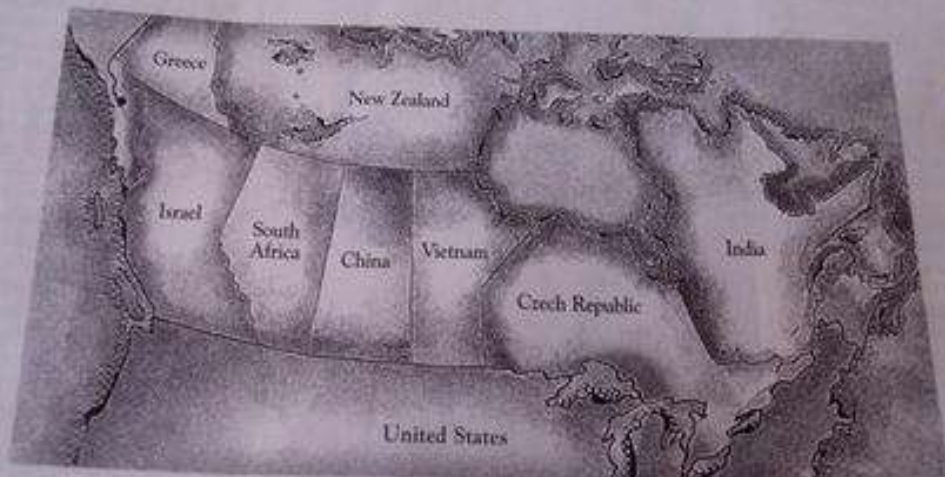 Greece
New Zealand
Israel
South
Africa
China
Vietnam
India
Czech Republic
United States